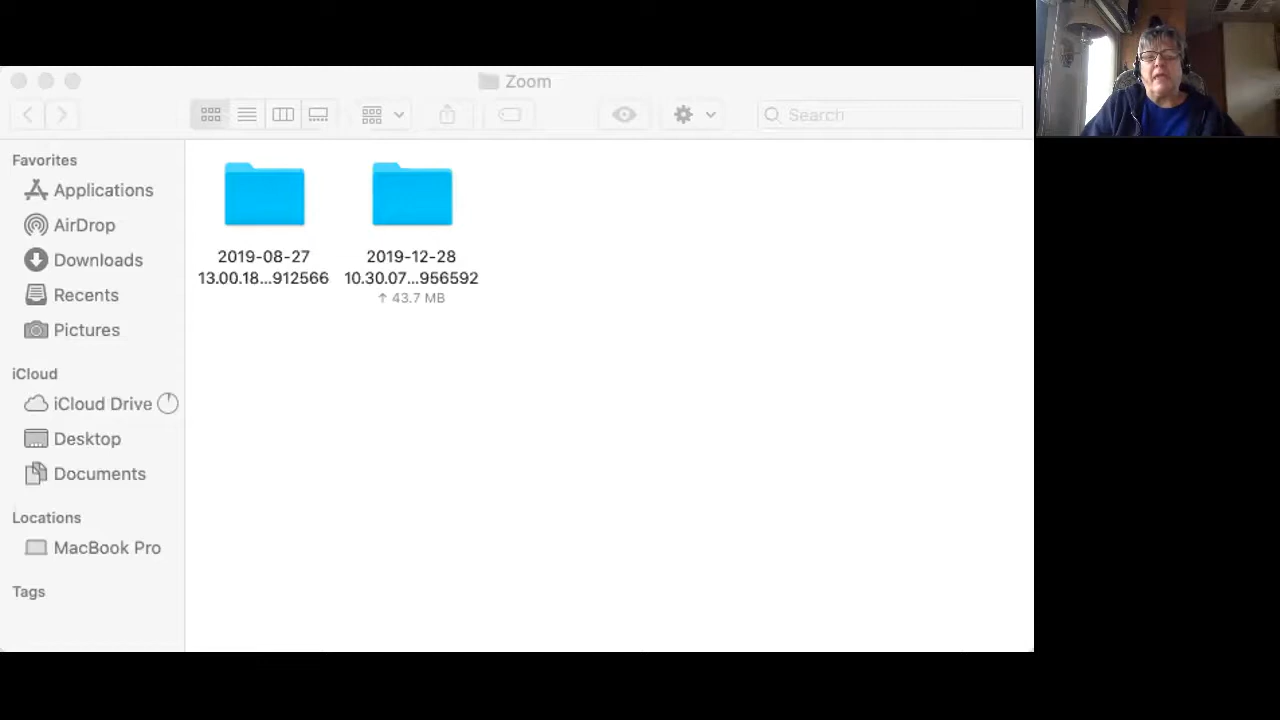 Zoom
Search
Favorites
Applications
AirDrop
Downloads
Recents
Pictures
iCloud
iCloud Drive
Desktop
Documents
Locations
MacBook Pro
Tags
2019-08-27
13.00.18...912566
2019-12-28
10.30.07...956592
↑ 43.7 MB